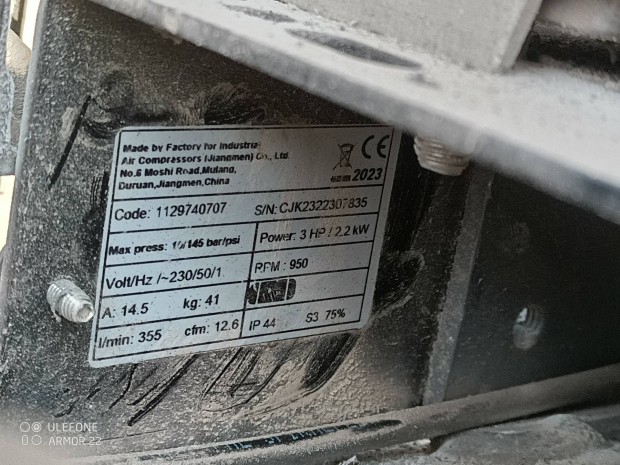 Made by Factory for Industrial
Air Compressors (Jiangmen) Co., Ltd.
No.6 Moshi Road, Mulang,
Duruan, Jiangmen, China
CE
2023
Code: 1129740707 S/N: CJK2322307835
Max press: 10/145 bar/psi Power: 3 HP / 2.2 kW
Volt/Hz /~230/50/1 RPM: 950
A: 14.5 kg: 41
l/min: 355 cfm: 12.6 IP 44 S3 75%
ULEFONE
ARMOR 22